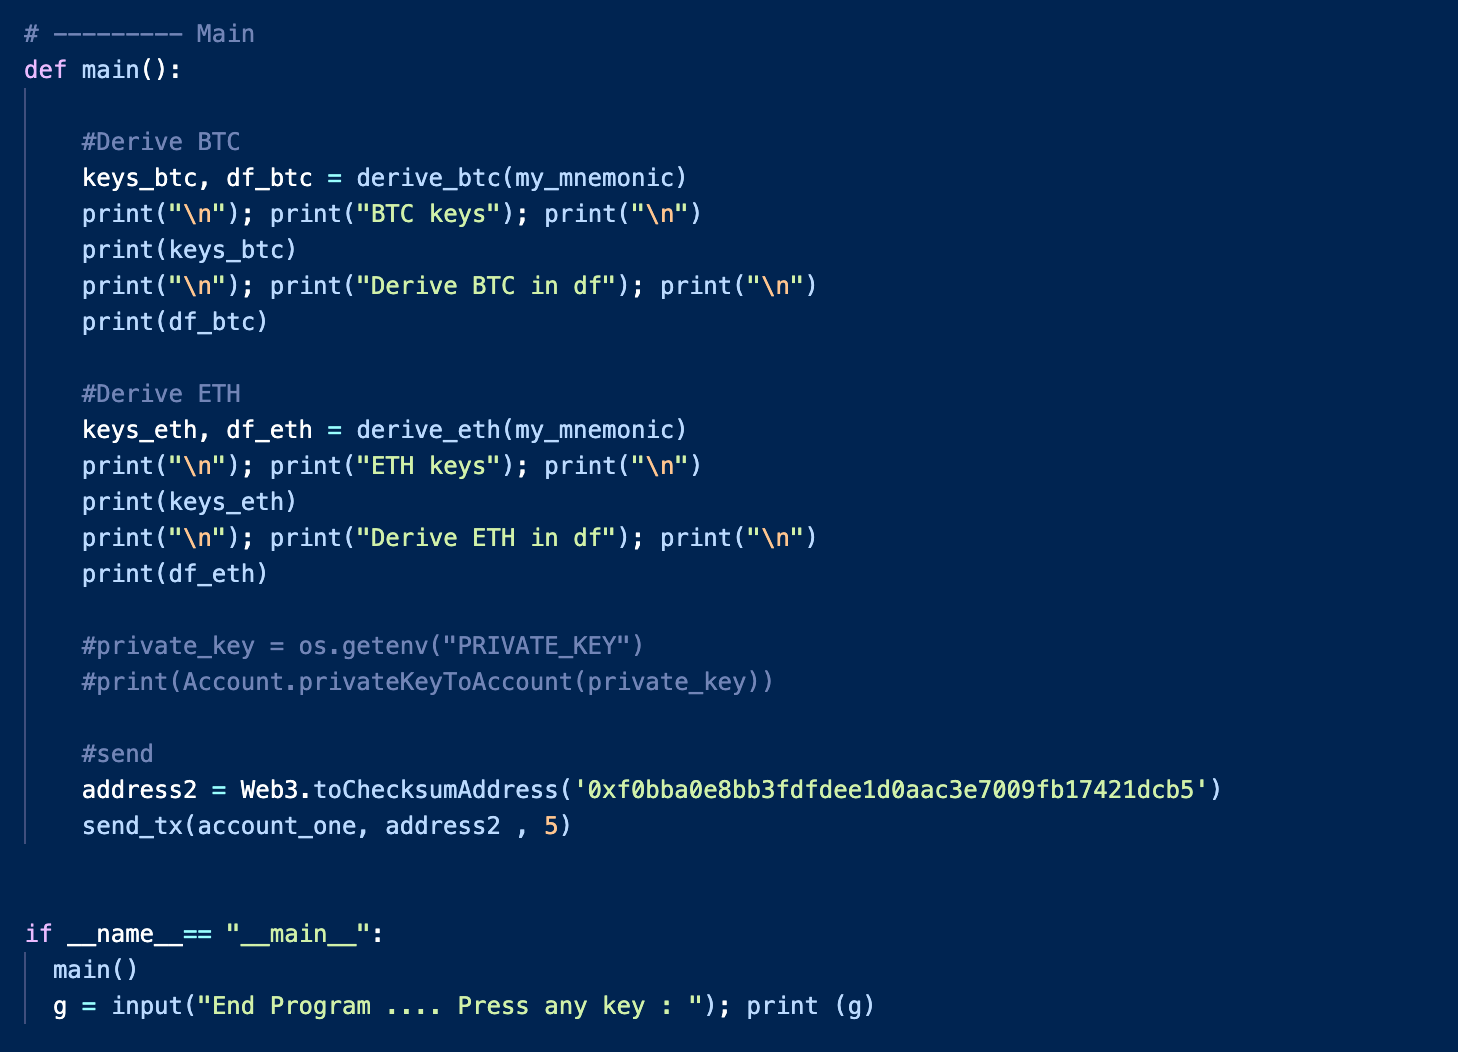 # --------- Main
def main():
#Derive BTC
keys_btc, df_btc = derive_btc(my_mnemonic)
print("\n"); print("BTC keys"); print("\n")
print(keys_btc)
print("\n"); print("Derive BTC in df"); print("\n")
print(df_btc)
#Derive ETH
keys_eth, df_eth = derive_eth(my_mnemonic)
print("\n"); print("ETH keys"); print("\n")
print(keys_eth)
print("\n"); print("Derive ETH in df"); print("\n")
print(df_eth)
#private_key = os.getenv("PRIVATE_KEY")
#print(Account.privateKeyToAccount(private_key))
#send
address2 = Web3.toChecksumAddress('0xf0bba0e8bb3fdfdee1d0aac3e7009fb17421dcb5')
send_tx(account_one, address2 , 5)
if __name__== "__main__":
main()
g = input("End Program .... Press any key : "); print (g)